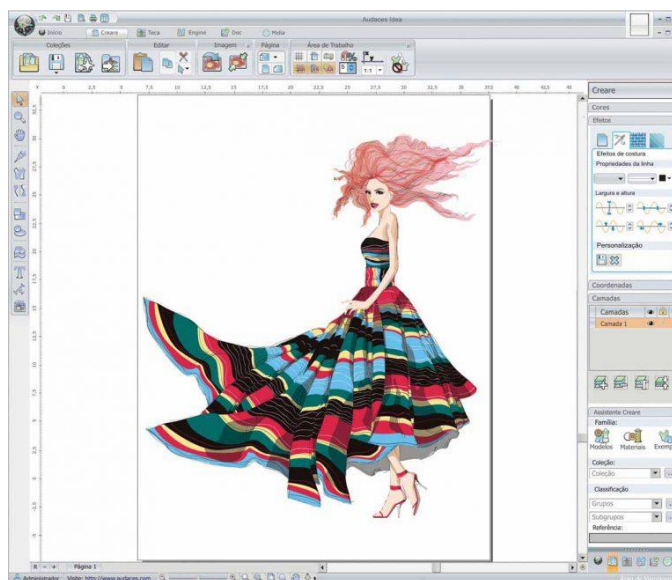 Audaces Idea
Início Creare Teca Engine Doc Mídia
Coleções Editar Imagem Página Área de Trabalho
1:1
Creare
Cores
Efeitos
Efeitos de costura
Propriedades da linha
Largura e altura
Personalização
Coordenadas
Camadas
Camadas
Camada 1
Assistente Creare
Família:
Modelos Materiais
Coleção:
Coleção
Classificação
Grupos
Subgrupos
Referência:
Página 1
Administrador Visite: http://www.audaces.com